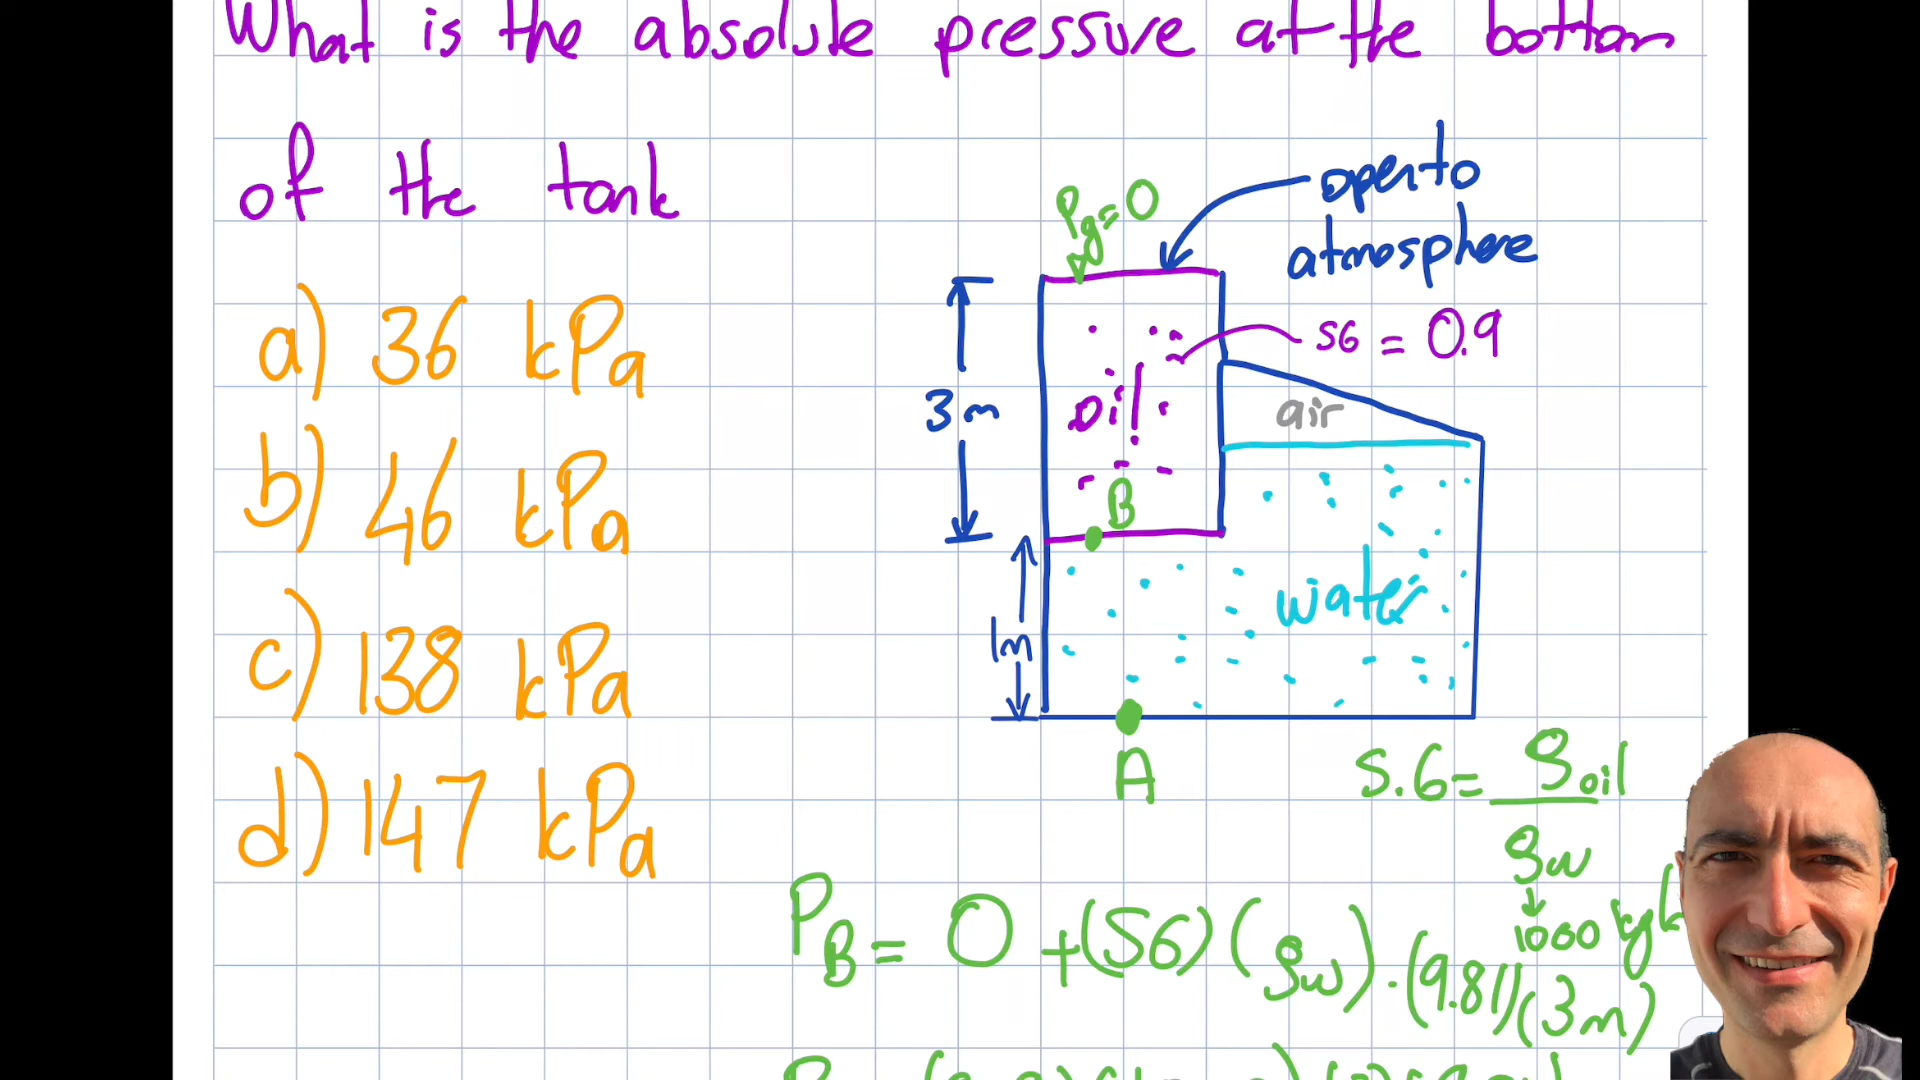 What is the absolute pressure at the bottom
of the tank
a) 36 kPa
b) 46 kPa
c) 138 kPa
d) 147 kPa
Pg=0
open to
atmosphere
SG = 0.9
3m
oil
air
B
water
1m
A
S.G = ρoil
ρw
1000 kg/
PB = 0 + (SG) (ρw) . (9.81) (3m)